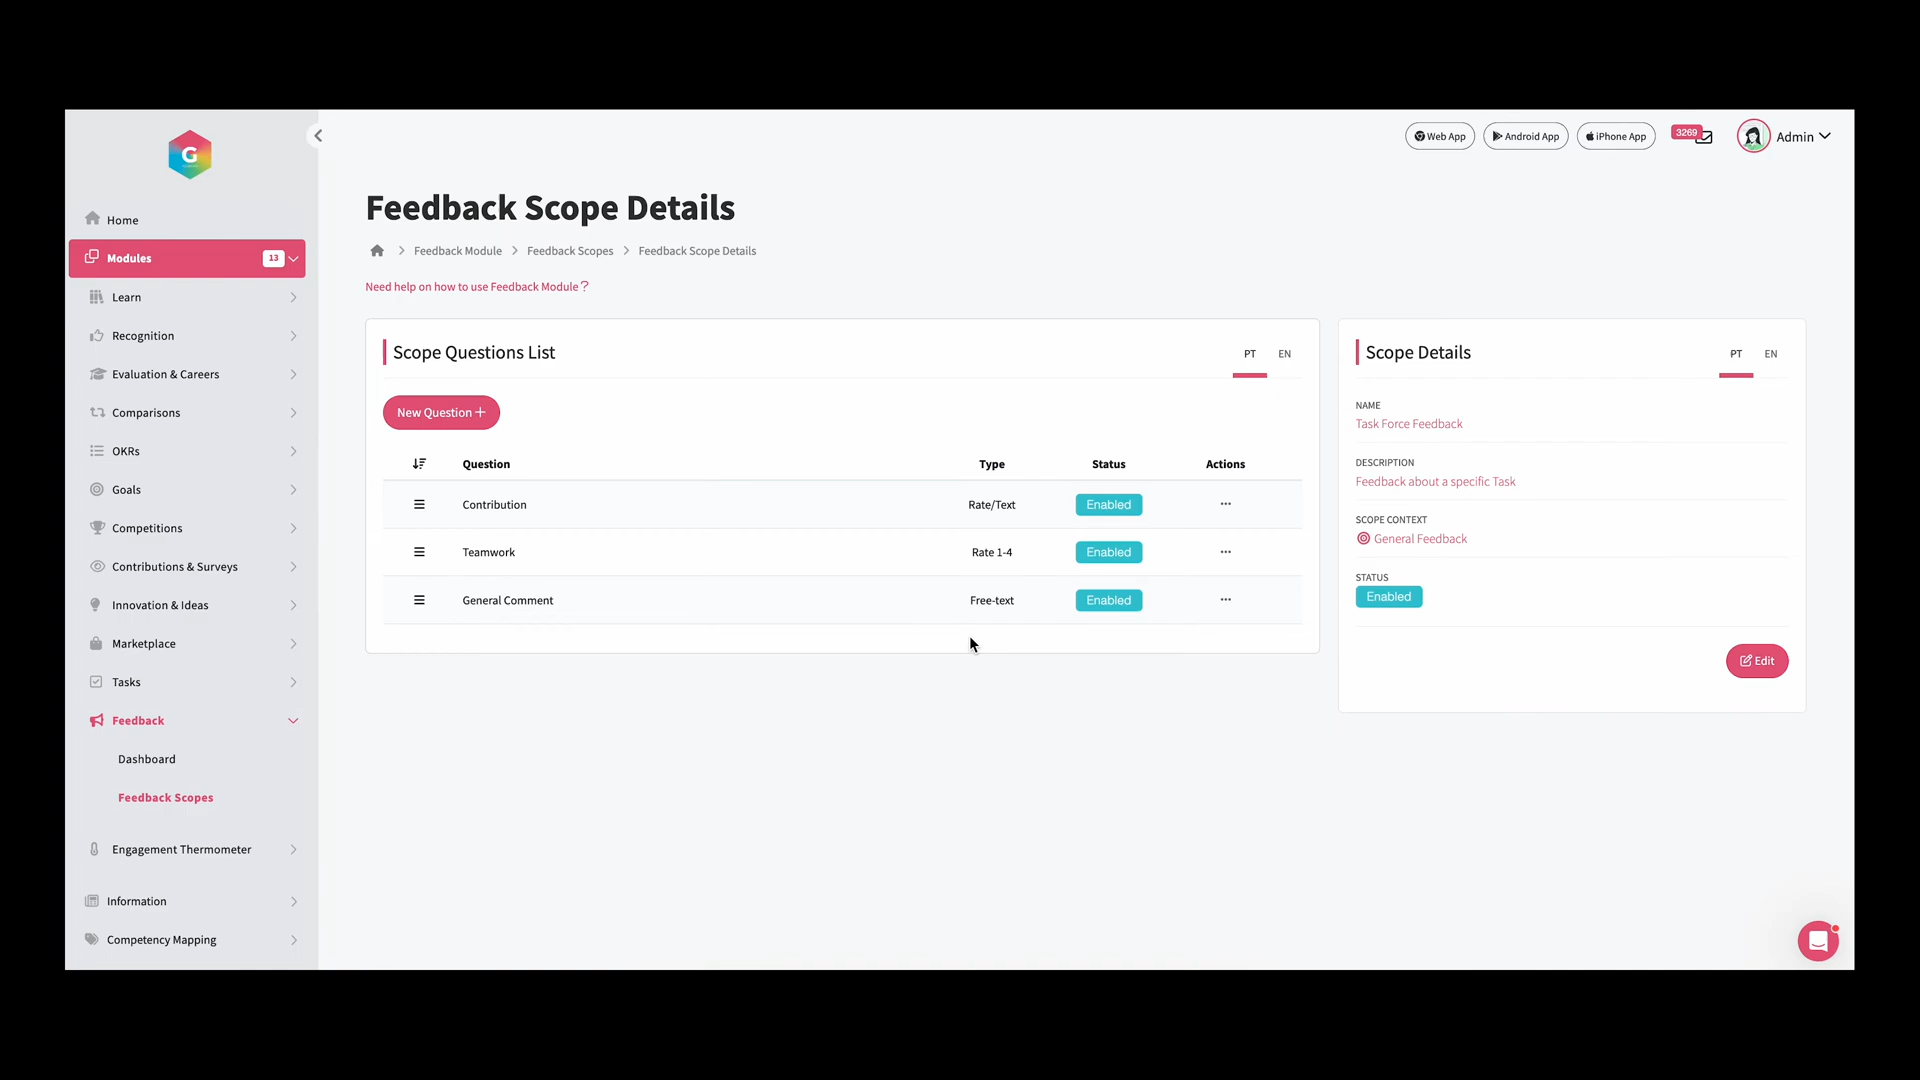 G
Web App
Android App
iPhone App
3269
Admin
Home
Modules 13
Learn
Recognition
Evaluation & Careers
Comparisons
OKRs
Goals
Competitions
Contributions & Surveys
Innovation & Ideas
Marketplace
Tasks
Feedback
Dashboard
Feedback Scopes
Engagement Thermometer
Information
Competency Mapping
Feedback Scope Details
Feedback Module > Feedback Scopes > Feedback Scope Details
Need help on how to use Feedback Module ?
Scope Questions List PT EN
New Question +
Question Type Status Actions
Contribution Rate/Text Enabled ...
Teamwork Rate 1-4 Enabled ...
General Comment Free-text Enabled ...
Scope Details PT EN
NAME
Task Force Feedback
DESCRIPTION
Feedback about a specific Task
SCOPE CONTEXT
General Feedback
STATUS
Enabled
Edit